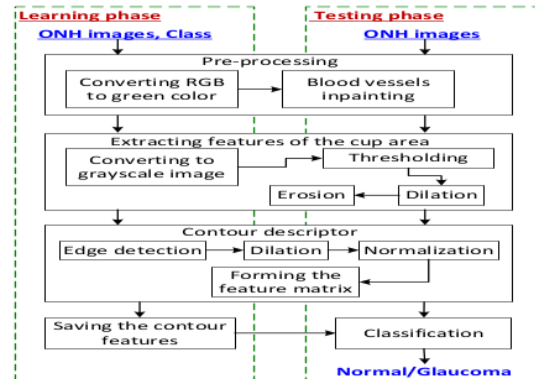 Learning phase
Testing phase
ONH images, Class
ONH images
Pre-processing
Converting RGB
to green color
Blood vessels
inpainting
Extracting features of the cup area
Converting to
grayscale image
Thresholding
Erosion
Dilation
Contour descriptor
Edge detection
Dilation
Normalization
Forming the
feature matrix
Saving the contour
features
Classification
Normal/Glaucoma